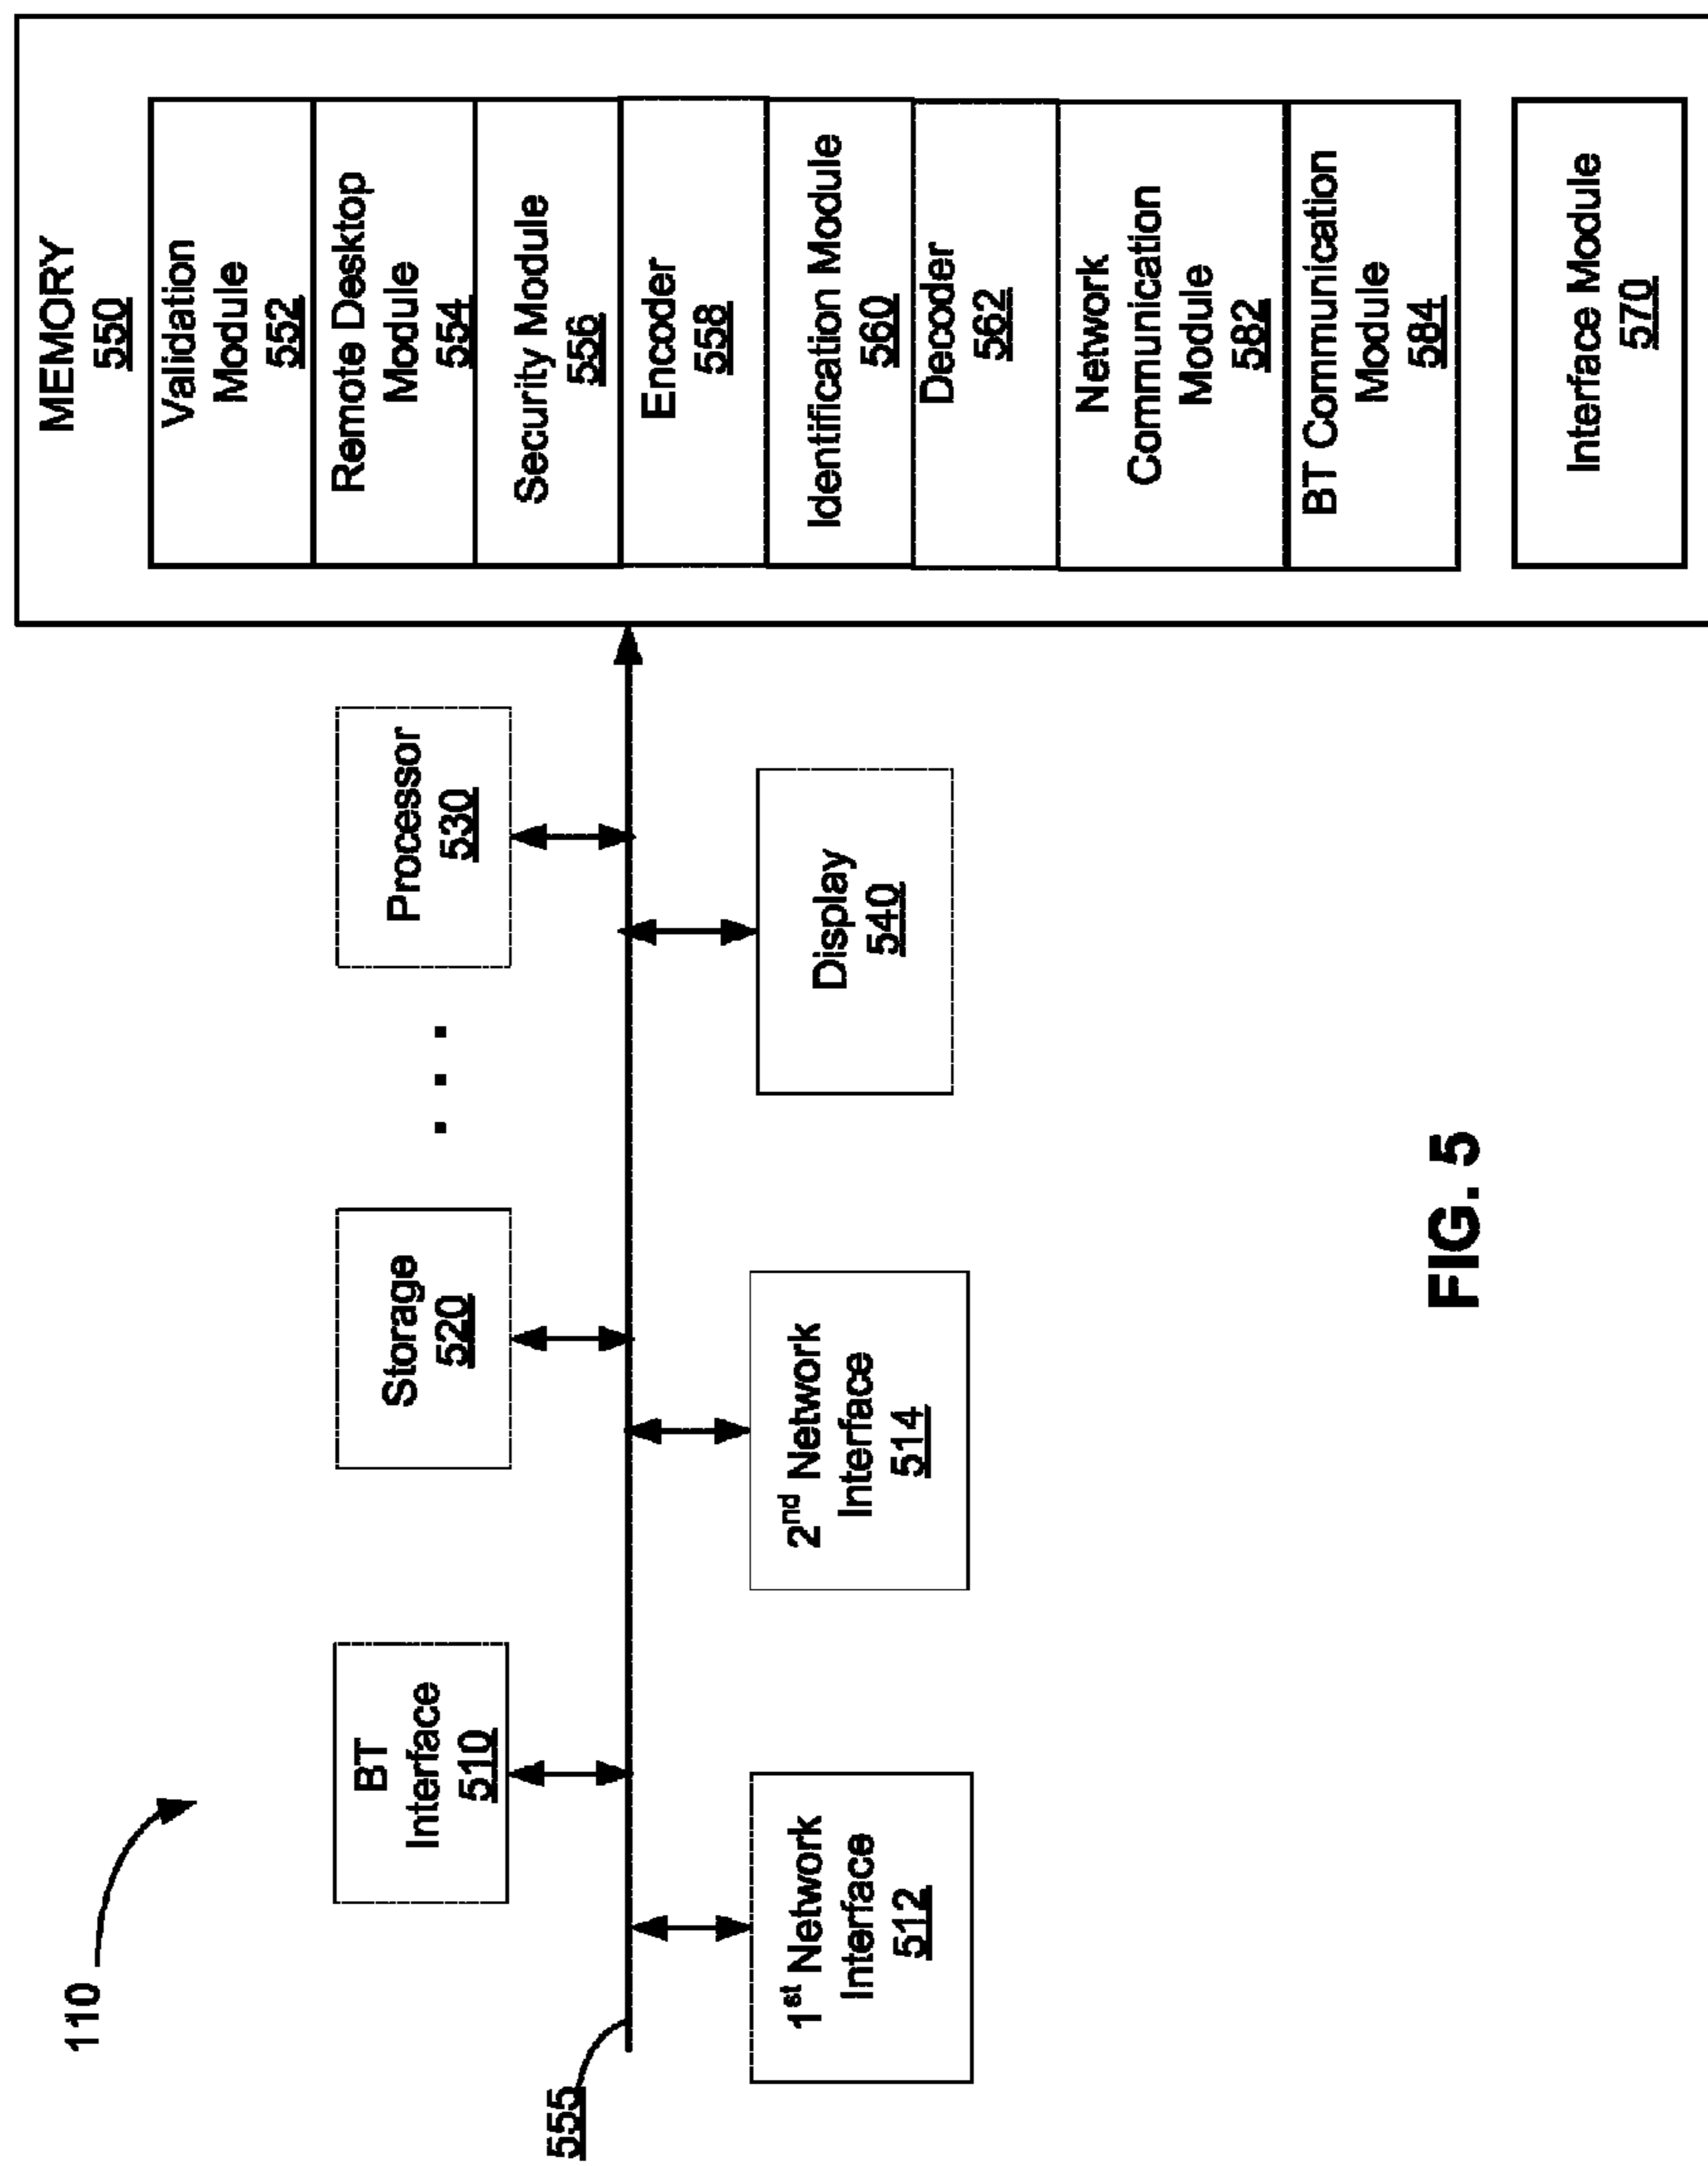 110
555
BT
Interface
510
Storage
520
Processor
530
1st Network
Interface
512
2nd Network
Interface
514
Display
540
MEMORY
550
Validation
Module
552
Remote Desktop
Module
554
Security Module
556
Encoder
558
Identification Module
560
Decoder
562
Network
Communication
Module
582
BT Communication
Module
584
Interface Module
570
FIG. 5